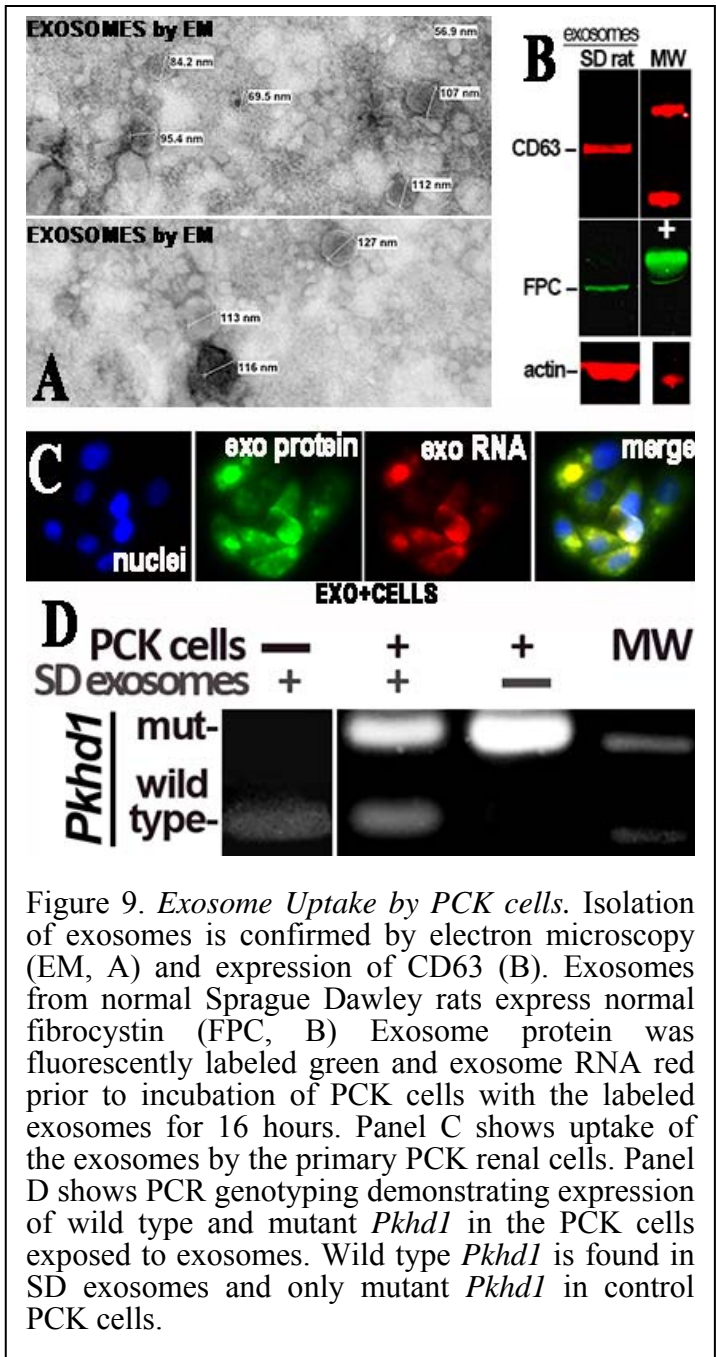 EXOSOMES by EM
56.9 nm
84.2 nm
69.5 nm
107 nm
95.4 nm
112 nm
EXOSOMES by EM
127 nm
113 nm
116 nm
A
B
exosomes
SD rat MW
CD63
+
FPC
actin
C
nuclei
exo protein
exo RNA
merge
EXO+CELLS
D
PCK cells — + + MW
SD exosomes + + —
Pkhd1
mut-
wild
type-
Figure 9. Exosome Uptake by PCK cells. Isolation
of exosomes is confirmed by electron microscopy
(EM, A) and expression of CD63 (B). Exosomes
from normal Sprague Dawley rats express normal
fibrocystin (FPC, B) Exosome protein was
fluorescently labeled green and exosome RNA red
prior to incubation of PCK cells with the labeled
exosomes for 16 hours. Panel C shows uptake of
the exosomes by the primary PCK renal cells. Panel
D shows PCR genotyping demonstrating expression
of wild type and mutant Pkhd1 in the PCK cells
exposed to exosomes. Wild type Pkhd1 is found in
SD exosomes and only mutant Pkhd1 in control
PCK cells.